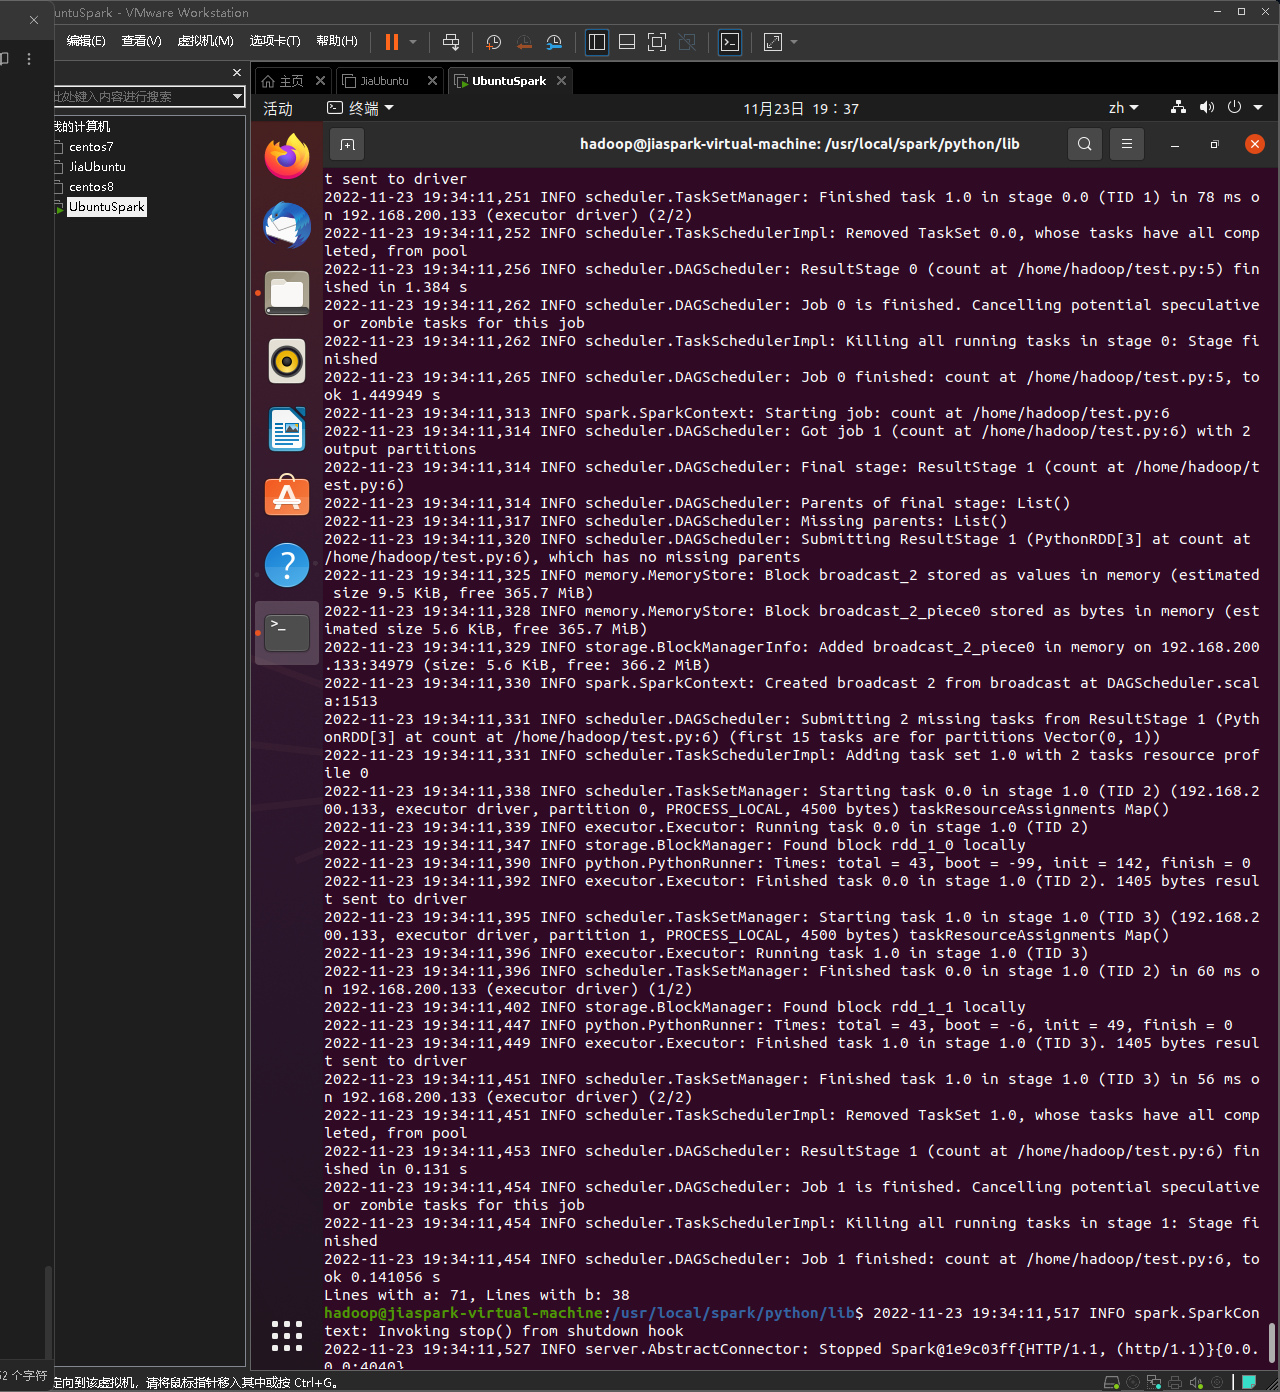 buntuSpark - VMware Workstation
编辑(E) 查看(V) 虚拟机(M) 选项卡(T) 帮助(H)
此处键入内容进行搜索
我的计算机
centos7
JiaUbuntu
centos8
UbuntuSpark
主页 JiaUbuntu UbuntuSpark
活动 终端 11月23日 19：37 zh
hadoop@jiaspark-virtual-machine: /usr/local/spark/python/lib
t sent to driver
2022-11-23 19:34:11,251 INFO scheduler.TaskSetManager: Finished task 1.0 in stage 0.0 (TID 1) in 78 ms o
n 192.168.200.133 (executor driver) (2/2)
2022-11-23 19:34:11,252 INFO scheduler.TaskSchedulerImpl: Removed TaskSet 0.0, whose tasks have all comp
leted, from pool
2022-11-23 19:34:11,256 INFO scheduler.DAGScheduler: ResultStage 0 (count at /home/hadoop/test.py:5) fin
ished in 1.384 s
2022-11-23 19:34:11,262 INFO scheduler.DAGScheduler: Job 0 is finished. Cancelling potential speculative
 or zombie tasks for this job
2022-11-23 19:34:11,262 INFO scheduler.TaskSchedulerImpl: Killing all running tasks in stage 0: Stage fi
nished
2022-11-23 19:34:11,265 INFO scheduler.DAGScheduler: Job 0 finished: count at /home/hadoop/test.py:5, to
ok 1.449949 s
2022-11-23 19:34:11,313 INFO spark.SparkContext: Starting job: count at /home/hadoop/test.py:6
2022-11-23 19:34:11,314 INFO scheduler.DAGScheduler: Got job 1 (count at /home/hadoop/test.py:6) with 2
output partitions
2022-11-23 19:34:11,314 INFO scheduler.DAGScheduler: Final stage: ResultStage 1 (count at /home/hadoop/t
est.py:6)
2022-11-23 19:34:11,314 INFO scheduler.DAGScheduler: Parents of final stage: List()
2022-11-23 19:34:11,317 INFO scheduler.DAGScheduler: Missing parents: List()
2022-11-23 19:34:11,320 INFO scheduler.DAGScheduler: Submitting ResultStage 1 (PythonRDD[3] at count at
/home/hadoop/test.py:6), which has no missing parents
2022-11-23 19:34:11,325 INFO memory.MemoryStore: Block broadcast_2 stored as values in memory (estimated
 size 9.5 KiB, free 365.7 MiB)
2022-11-23 19:34:11,328 INFO memory.MemoryStore: Block broadcast_2_piece0 stored as bytes in memory (est
imated size 5.6 KiB, free 365.7 MiB)
2022-11-23 19:34:11,329 INFO storage.BlockManagerInfo: Added broadcast_2_piece0 in memory on 192.168.200
.133:34979 (size: 5.6 KiB, free: 366.2 MiB)
2022-11-23 19:34:11,330 INFO spark.SparkContext: Created broadcast 2 from broadcast at DAGScheduler.scal
a:1513
2022-11-23 19:34:11,331 INFO scheduler.DAGScheduler: Submitting 2 missing tasks from ResultStage 1 (Pyth
onRDD[3] at count at /home/hadoop/test.py:6) (first 15 tasks are for partitions Vector(0, 1))
2022-11-23 19:34:11,331 INFO scheduler.TaskSchedulerImpl: Adding task set 1.0 with 2 tasks resource prof
ile 0
2022-11-23 19:34:11,338 INFO scheduler.TaskSetManager: Starting task 0.0 in stage 1.0 (TID 2) (192.168.2
00.133, executor driver, partition 0, PROCESS_LOCAL, 4500 bytes) taskResourceAssignments Map()
2022-11-23 19:34:11,339 INFO executor.Executor: Running task 0.0 in stage 1.0 (TID 2)
2022-11-23 19:34:11,347 INFO storage.BlockManager: Found block rdd_1_0 locally
2022-11-23 19:34:11,390 INFO python.PythonRunner: Times: total = 43, boot = -99, init = 142, finish = 0
2022-11-23 19:34:11,392 INFO executor.Executor: Finished task 0.0 in stage 1.0 (TID 2). 1405 bytes resul
t sent to driver
2022-11-23 19:34:11,395 INFO scheduler.TaskSetManager: Starting task 1.0 in stage 1.0 (TID 3) (192.168.2
00.133, executor driver, partition 1, PROCESS_LOCAL, 4500 bytes) taskResourceAssignments Map()
2022-11-23 19:34:11,396 INFO executor.Executor: Running task 1.0 in stage 1.0 (TID 3)
2022-11-23 19:34:11,396 INFO scheduler.TaskSetManager: Finished task 0.0 in stage 1.0 (TID 2) in 60 ms o
n 192.168.200.133 (executor driver) (1/2)
2022-11-23 19:34:11,402 INFO storage.BlockManager: Found block rdd_1_1 locally
2022-11-23 19:34:11,447 INFO python.PythonRunner: Times: total = 43, boot = -6, init = 49, finish = 0
2022-11-23 19:34:11,449 INFO executor.Executor: Finished task 1.0 in stage 1.0 (TID 3). 1405 bytes resul
t sent to driver
2022-11-23 19:34:11,451 INFO scheduler.TaskSetManager: Finished task 1.0 in stage 1.0 (TID 3) in 56 ms o
n 192.168.200.133 (executor driver) (2/2)
2022-11-23 19:34:11,451 INFO scheduler.TaskSchedulerImpl: Removed TaskSet 1.0, whose tasks have all comp
leted, from pool
2022-11-23 19:34:11,453 INFO scheduler.DAGScheduler: ResultStage 1 (count at /home/hadoop/test.py:6) fin
ished in 0.131 s
2022-11-23 19:34:11,454 INFO scheduler.DAGScheduler: Job 1 is finished. Cancelling potential speculative
 or zombie tasks for this job
2022-11-23 19:34:11,454 INFO scheduler.TaskSchedulerImpl: Killing all running tasks in stage 1: Stage fi
nished
2022-11-23 19:34:11,454 INFO scheduler.DAGScheduler: Job 1 finished: count at /home/hadoop/test.py:6, to
ok 0.141056 s
Lines with a: 71, Lines with b: 38
hadoop@jiaspark-virtual-machine:/usr/local/spark/python/lib$ 2022-11-23 19:34:11,517 INFO spark.SparkCon
text: Invoking stop() from shutdown hook
2022-11-23 19:34:11,527 INFO server.AbstractConnector: Stopped Spark@1e9c03ff{HTTP/1.1, (http/1.1)}{0.0.
0.0:4040}
52 个字符
定向到该虚拟机，请将鼠标指针移入其中或按 Ctrl+G。